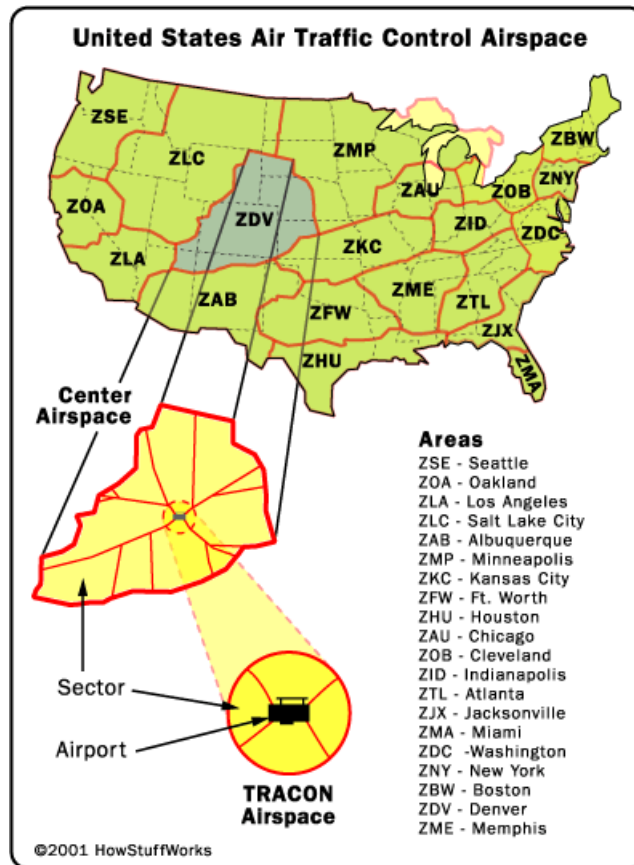 United States Air Traffic Control Airspace
ZSE
ZLC
ZMP
ZBW
ZOA
ZDV
ZAU
ZOB
ZNY
ZID
ZLA
ZKC
ZDC
ZAB
ZME
ZFW
ZTL
ZJX
ZHU
ZMA
Center
Airspace
Sector
Airport
TRACON
Airspace
Areas
ZSE - Seattle
ZOA - Oakland
ZLA - Los Angeles
ZLC - Salt Lake City
ZAB - Albuquerque
ZMP - Minneapolis
ZKC - Kansas City
ZFW - Ft. Worth
ZHU - Houston
ZAU - Chicago
ZOB - Cleveland
ZID - Indianapolis
ZTL - Atlanta
ZJX - Jacksonville
ZMA - Miami
ZDC -Washington
ZNY - New York
ZBW - Boston
ZDV - Denver
ZME - Memphis
©2001 HowStuffWorks